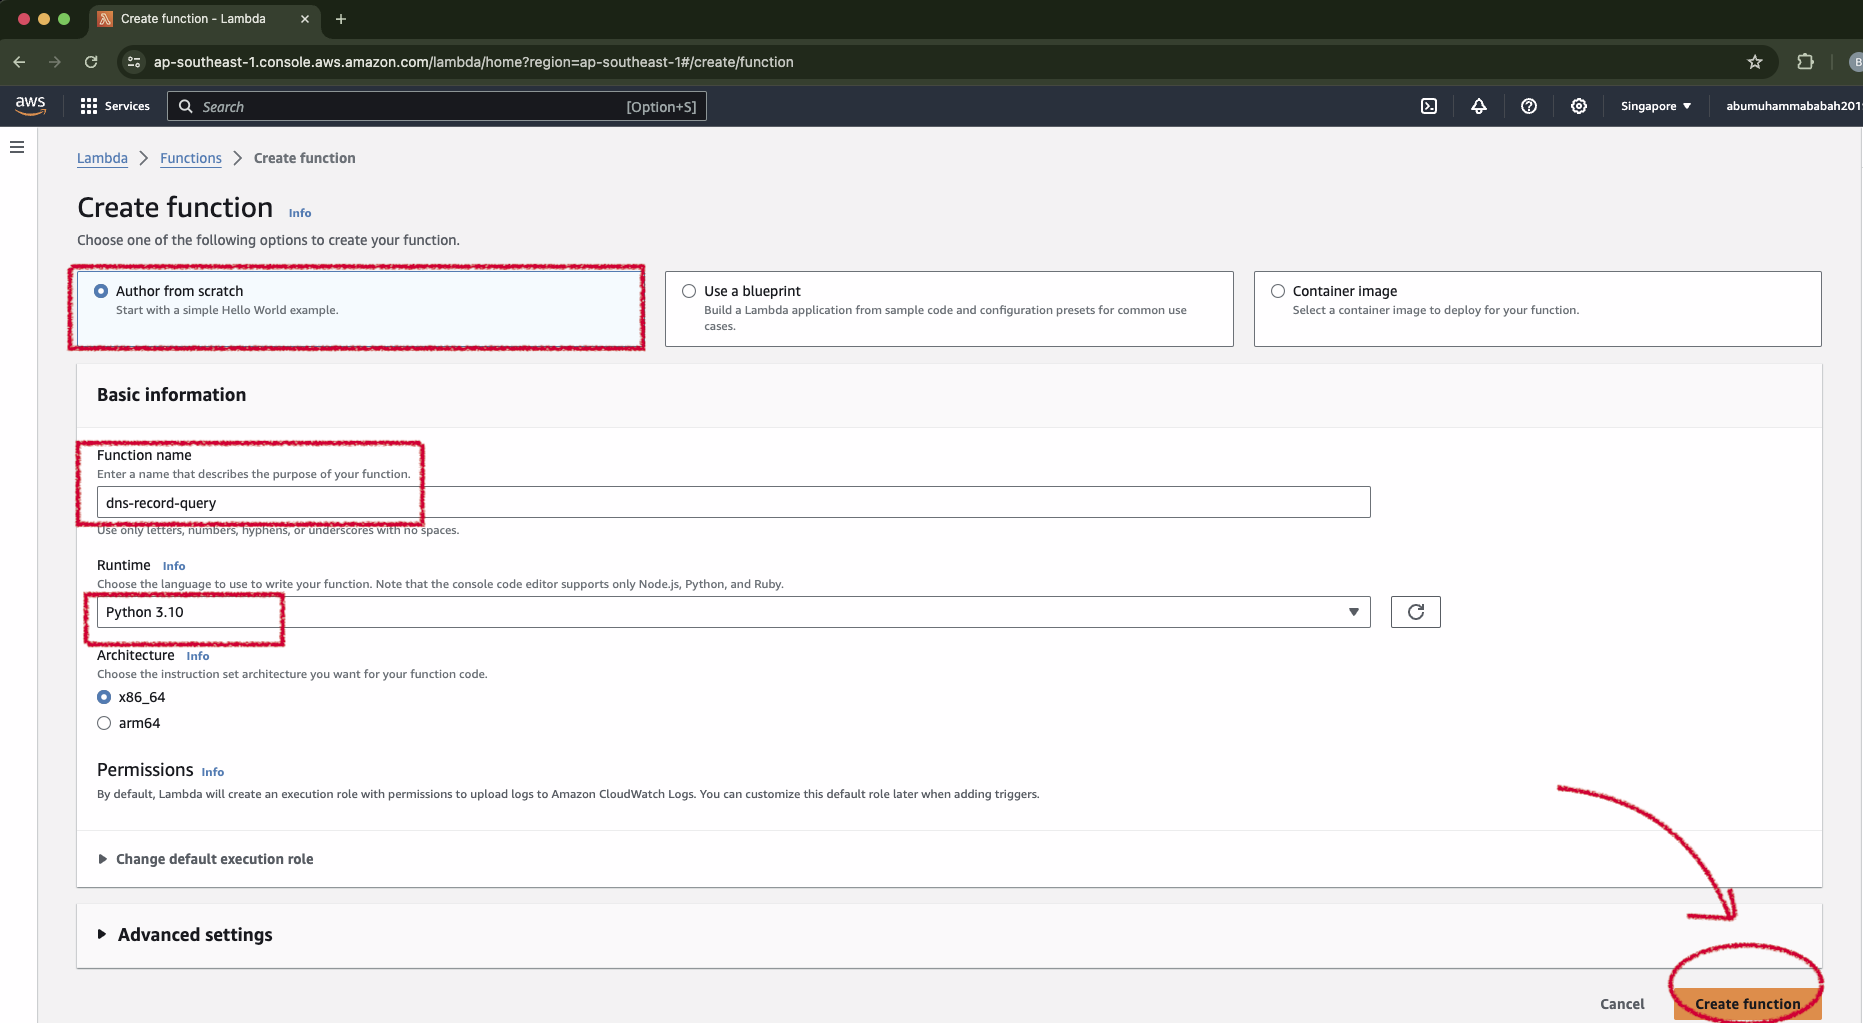 Create function - Lambda
ap-southeast-1.console.aws.amazon.com/lambda/home?region=ap-southeast-1#/create/function
B
aws
Services
Search
[Option+S]
Singapore
abumuhammababah201
Lambda
Functions
Create function
Create function
Info
Choose one of the following options to create your function.
Author from scratch
Start with a simple Hello World example.
Use a blueprint
Build a Lambda application from sample code and configuration presets for common use
cases.
Container image
Select a container image to deploy for your function.
Basic information
Function name
Enter a name that describes the purpose of your function.
dns-record-query
Use only letters, numbers, hyphens, or underscores with no spaces.
Runtime Info
Choose the language to use to write your function. Note that the console code editor supports only Node.js, Python, and Ruby.
Python 3.10
Architecture Info
Choose the instruction set architecture you want for your function code.
x86_64
arm64
Permissions Info
By default, Lambda will create an execution role with permissions to upload logs to Amazon CloudWatch Logs. You can customize this default role later when adding triggers.
Change default execution role
Advanced settings
Cancel
Create function